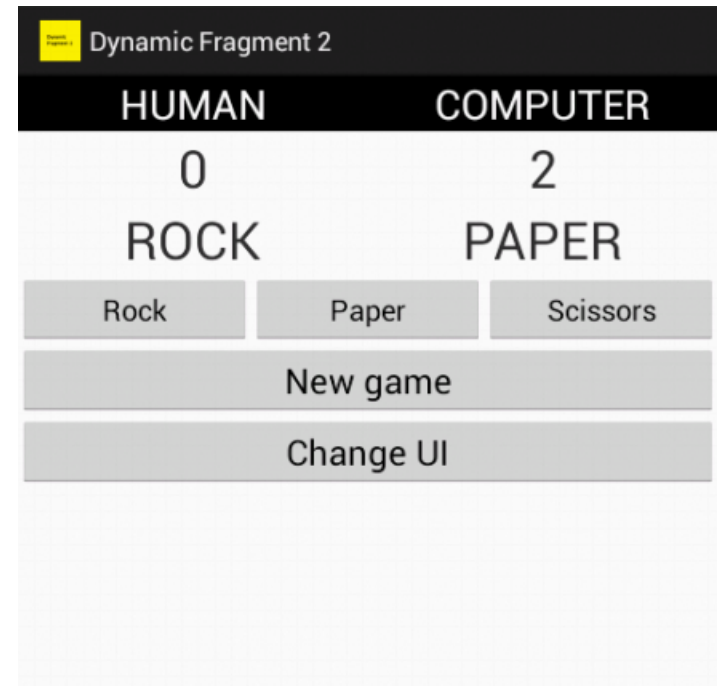 Dynamic Fragment 2
HUMAN COMPUTER
0 2
ROCK PAPER
Rock Paper Scissors
New game
Change UI